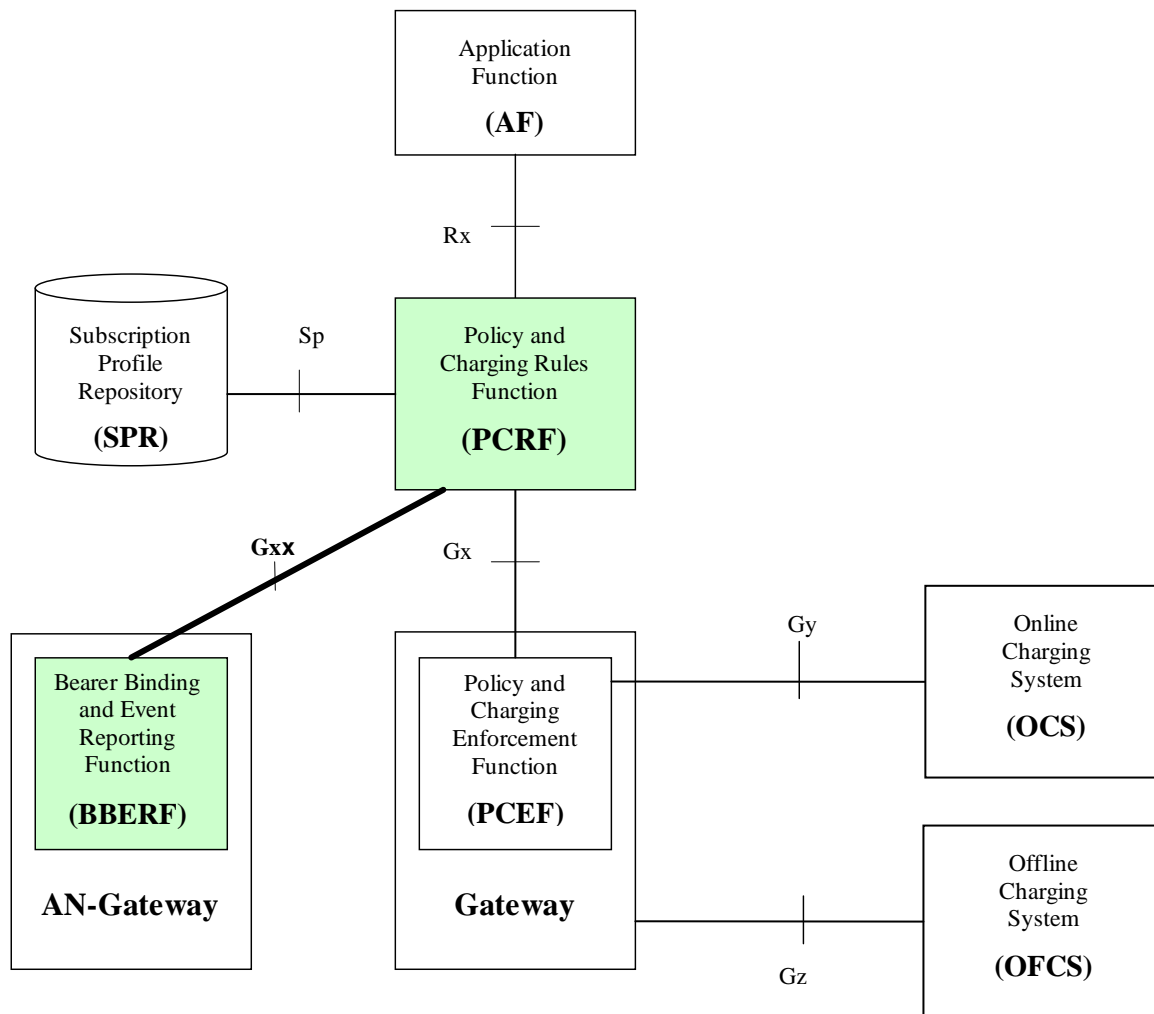 Application
Function
(AF)
Rx
Subscription
Profile
Repository
(SPR)
Sp
Policy and
Charging Rules
Function
(PCRF)
Gxx
Gx
Bearer Binding
and Event
Reporting
Function
(BBERF)
AN-Gateway
Policy and
Charging
Enforcement
Function
(PCEF)
Gateway
Gy
Online
Charging
System
(OCS)
Gz
Offline
Charging
System
(OFCS)